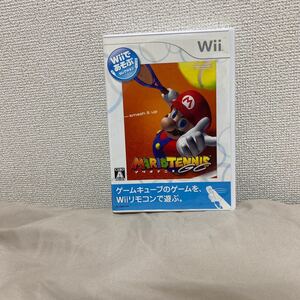 Wiiであそぶ
Wii
MARIO TENNIS GC
マリオテニスGC
ゲームキューブのゲームを、
Wiiリモコンで遊ぶ。